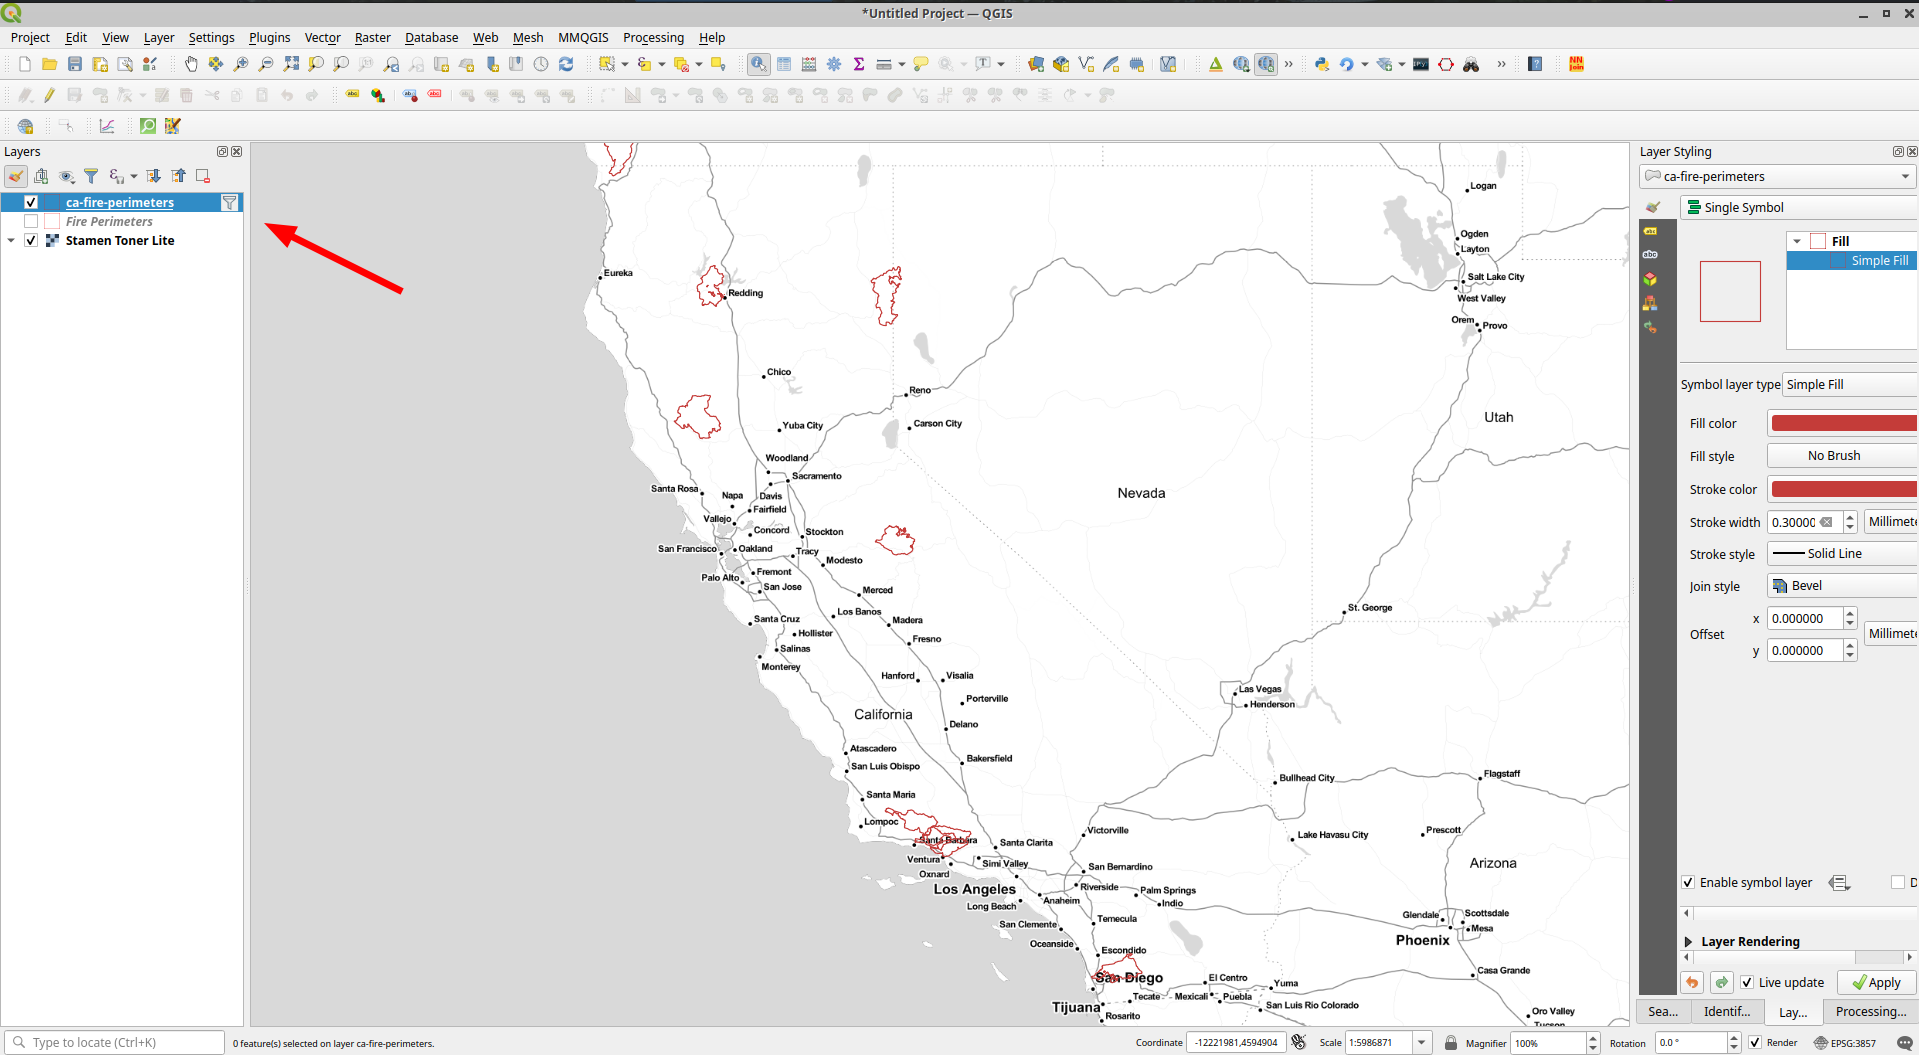 *Untitled Project — QGIS
Project Edit View Layer Settings Plugins Vector Raster Database Web Mesh MMQGIS Processing Help
NN
join
Layers
ca-fire-perimeters
Fire Perimeters
Stamen Toner Lite
Eureka
Redding
Chico
Reno
Yuba City
Carson City
Woodland
Sacramento
Santa Rosa
Napa
Davis
Fairfield
Vallejo
Concord
Stockton
San Francisco
Oakland
Tracy
Modesto
Palo Alto
Fremont
San Jose
Merced
Los Banos
Santa Cruz
Madera
Hollister
Fresno
Salinas
Monterey
Hanford
Visalia
Porterville
California
Delano
Atascadero
Bakersfield
San Luis Obispo
Santa Maria
Lompoc
Santa Barbara
Santa Clarita
Ventura
Simi Valley
Oxnard
Los Angeles
Long Beach
Anaheim
San Clemente
Oceanside
Victorville
San Bernardino
Riverside
Palm Springs
Indio
Temecula
Escondido
San Diego
El Centro
Tijuana
Tecate
Mexicali
Puebla
Yuma
San Luis Río Colorado
Rosarito
Nevada
Utah
Arizona
Logan
Ogden
Layton
Salt Lake City
West Valley
Orem
Provo
St. George
Las Vegas
Henderson
Bullhead City
Flagstaff
Lake Havasu City
Prescott
Glendale
Scottsdale
Mesa
Phoenix
Casa Grande
Oro Valley
Tucson
Layer Styling
ca-fire-perimeters
Single Symbol
Fill
Simple Fill
Symbol layer type Simple Fill
Fill color
Fill style No Brush
Stroke color
Stroke width 0.30000 Millimete
Stroke style Solid Line
Join style Bevel
x 0.000000
Offset Millimete
y 0.000000
Enable symbol layer D
Layer Rendering
Live update Apply
Sea... Identif... Lay... Processing...
Type to locate (Ctrl+K) 0 feature(s) selected on layer ca-fire-perimeters. Coordinate -12221981,4594904 Scale 1:5986871 Magnifier 100% Rotation 0.0 ° Render EPSG:3857